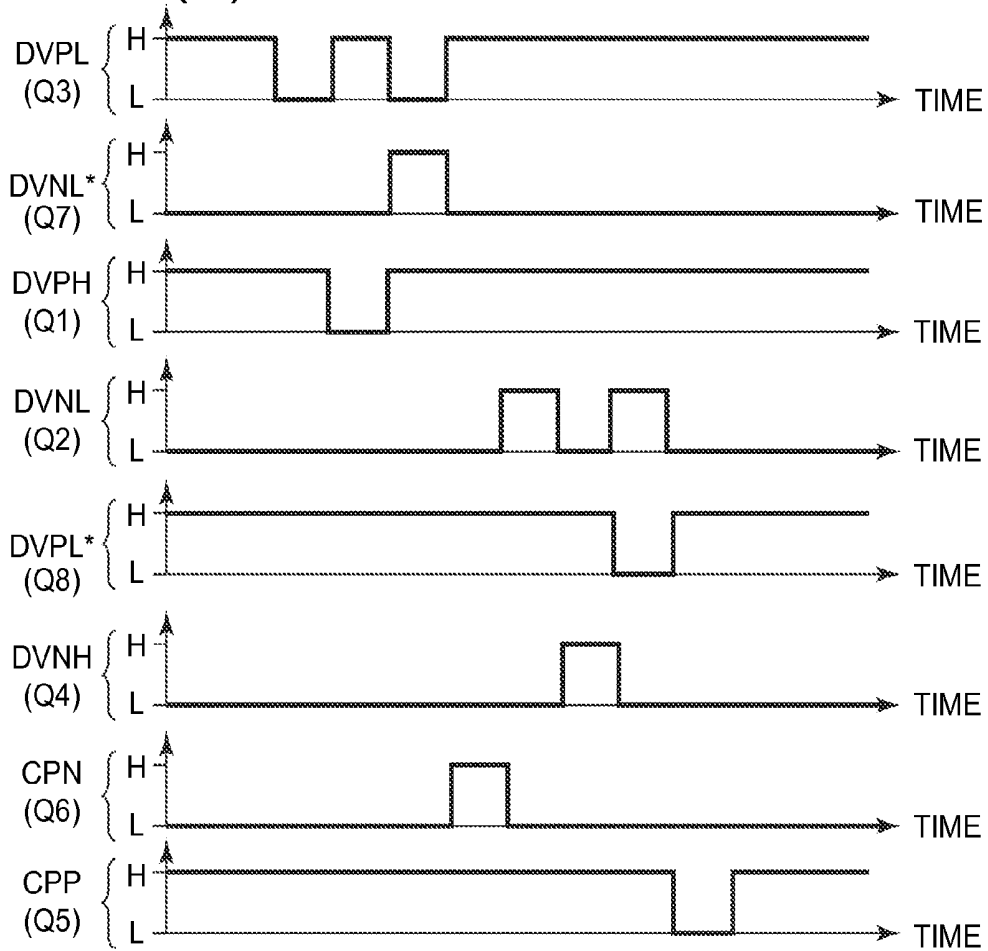 H
DVPL
(Q3)
L
TIME
H
DVNL*
(Q7)
L
TIME
H
DVPH
(Q1)
L
TIME
H
DVNL
(Q2)
L
TIME
H
DVPL*
(Q8)
L
TIME
H
DVNH
(Q4)
L
TIME
H
CPN
(Q6)
L
TIME
H
CPP
(Q5)
L
TIME